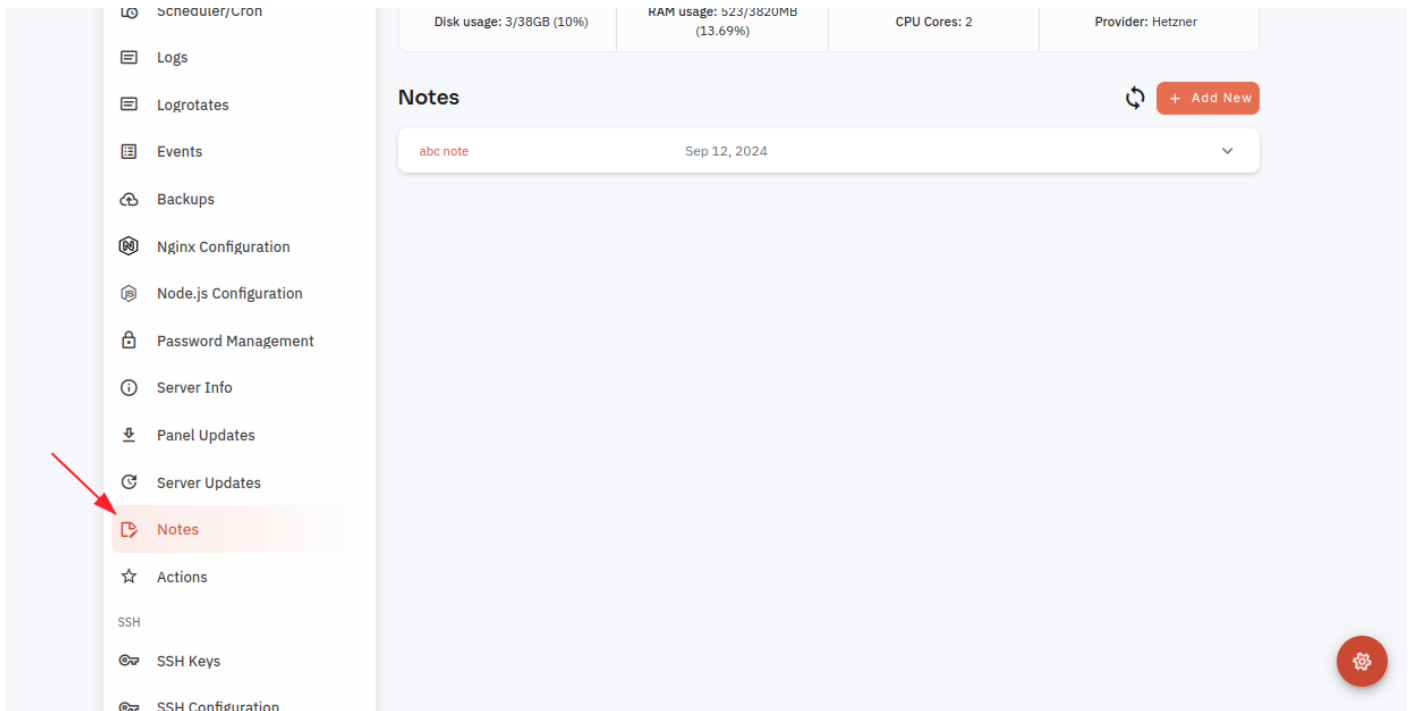 Scheduler/Cron
Logs
Logrotates
Events
Backups
Nginx Configuration
Node.js Configuration
Password Management
Server Info
Panel Updates
Server Updates
Notes
Actions
SSH
SSH Keys
SSH Configuration
Disk usage: 3/38GB (10%)
RAM usage: 523/3820MB
(13.69%)
CPU Cores: 2
Provider: Hetzner
Notes
+ Add New
abc note
Sep 12, 2024